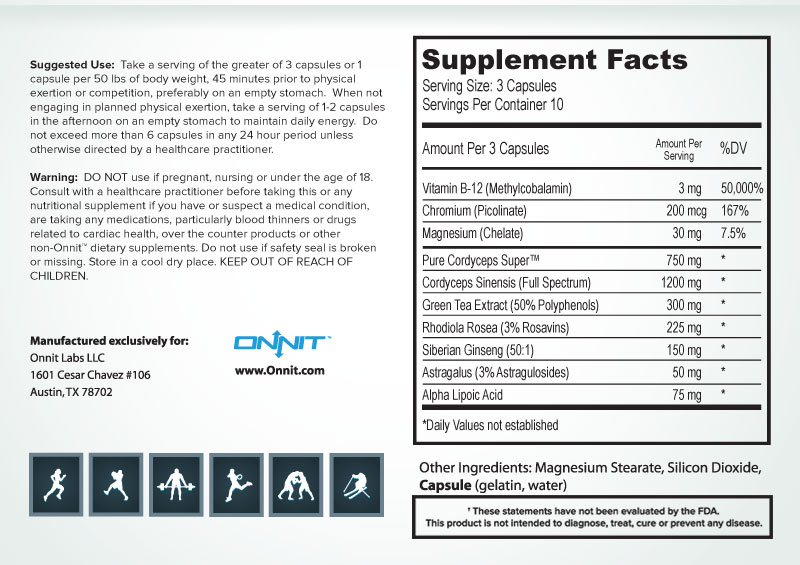 Suggested Use: Take a serving of the greater of 3 capsules or 1
capsule per 50 lbs of body weight, 45 minutes prior to physical
exertion or competition, preferably on an empty stomach. When not
engaging in planned physical exertion, take a serving of 1-2 capsules
in the afternoon on an empty stomach to maintain daily energy. Do
not exceed more than 6 capsules in any 24 hour period unless
otherwise directed by a healthcare practitioner.
Warning: DO NOT use if pregnant, nursing or under the age of 18.
Consult with a healthcare practitioner before taking this or any
nutritional supplement if you have or suspect a medical condition,
are taking any medications, particularly blood thinners or drugs
related to cardiac health, over the counter products or other
non-Onnit™ dietary supplements. Do not use if safety seal is broken
or missing. Store in a cool dry place. KEEP OUT OF REACH OF
CHILDREN.
Manufactured exclusively for:
Onnit Labs LLC
1601 Cesar Chavez #106
Austin, TX 78702
ONNIT™
www.Onnit.com
Supplement Facts
Serving Size: 3 Capsules
Servings Per Container 10
Amount Per 3 Capsules Amount Per Serving %DV
Vitamin B-12 (Methylcobalamin) 3 mg 50,000%
Chromium (Picolinate) 200 mcg 167%
Magnesium (Chelate) 30 mg 7.5%
Pure Cordyceps Super™ 750 mg *
Cordyceps Sinensis (Full Spectrum) 1200 mg *
Green Tea Extract (50% Polyphenols) 300 mg *
Rhodiola Rosea (3% Rosavins) 225 mg *
Siberian Ginseng (50:1) 150 mg *
Astragalus (3% Astragulosides) 50 mg *
Alpha Lipoic Acid 75 mg *
*Daily Values not established
Other Ingredients: Magnesium Stearate, Silicon Dioxide,
Capsule (gelatin, water)
† These statements have not been evaluated by the FDA.
This product is not intended to diagnose, treat, cure or prevent any disease.